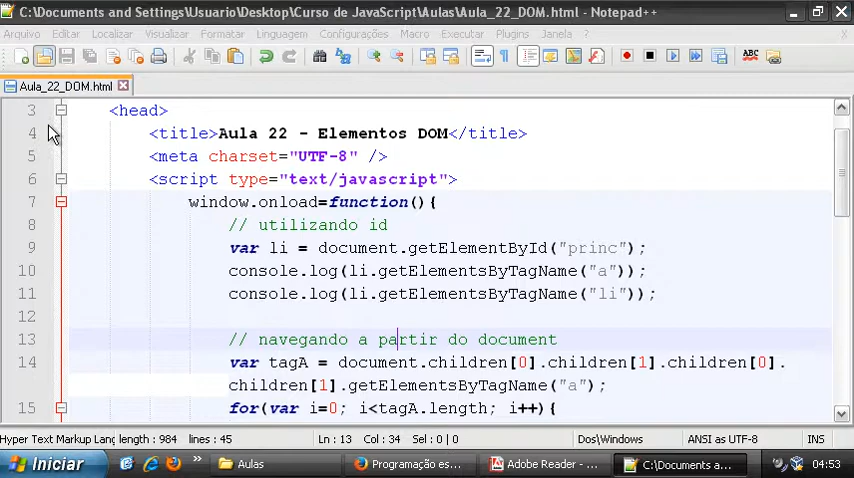 C:\Documents and Settings\Usuario\Desktop\Curso de JavaScript\Aulas\Aula_22_DOM.html - Notepad++
Arquivo Editar Localizar Visualizar Formatar Linguagem Configurações Macro Executar Plugins Janela ?
Aula_22_DOM.html
3 <head>
4 <title>Aula 22 - Elementos DOM</title>
5 <meta charset="UTF-8" />
6 <script type="text/javascript">
7 window.onload=function(){
8 // utilizando id
9 var li = document.getElementById("princ");
10 console.log(li.getElementsByTagName("a"));
11 console.log(li.getElementsByTagName("li"));
12
13 // navegando a partir do document
14 var tagA = document.children[0].children[1].children[0].
children[1].getElementsByTagName("a");
15 for(var i=0; i<tagA.length; i++){
Hyper Text Markup Lang length : 984 lines : 45 Ln : 13 Col : 34 Sel : 0 | 0 Dos\Windows ANSI as UTF-8 INS
Iniciar Aulas Programação es... Adobe Reader - ... C:\Documents a... 04:53